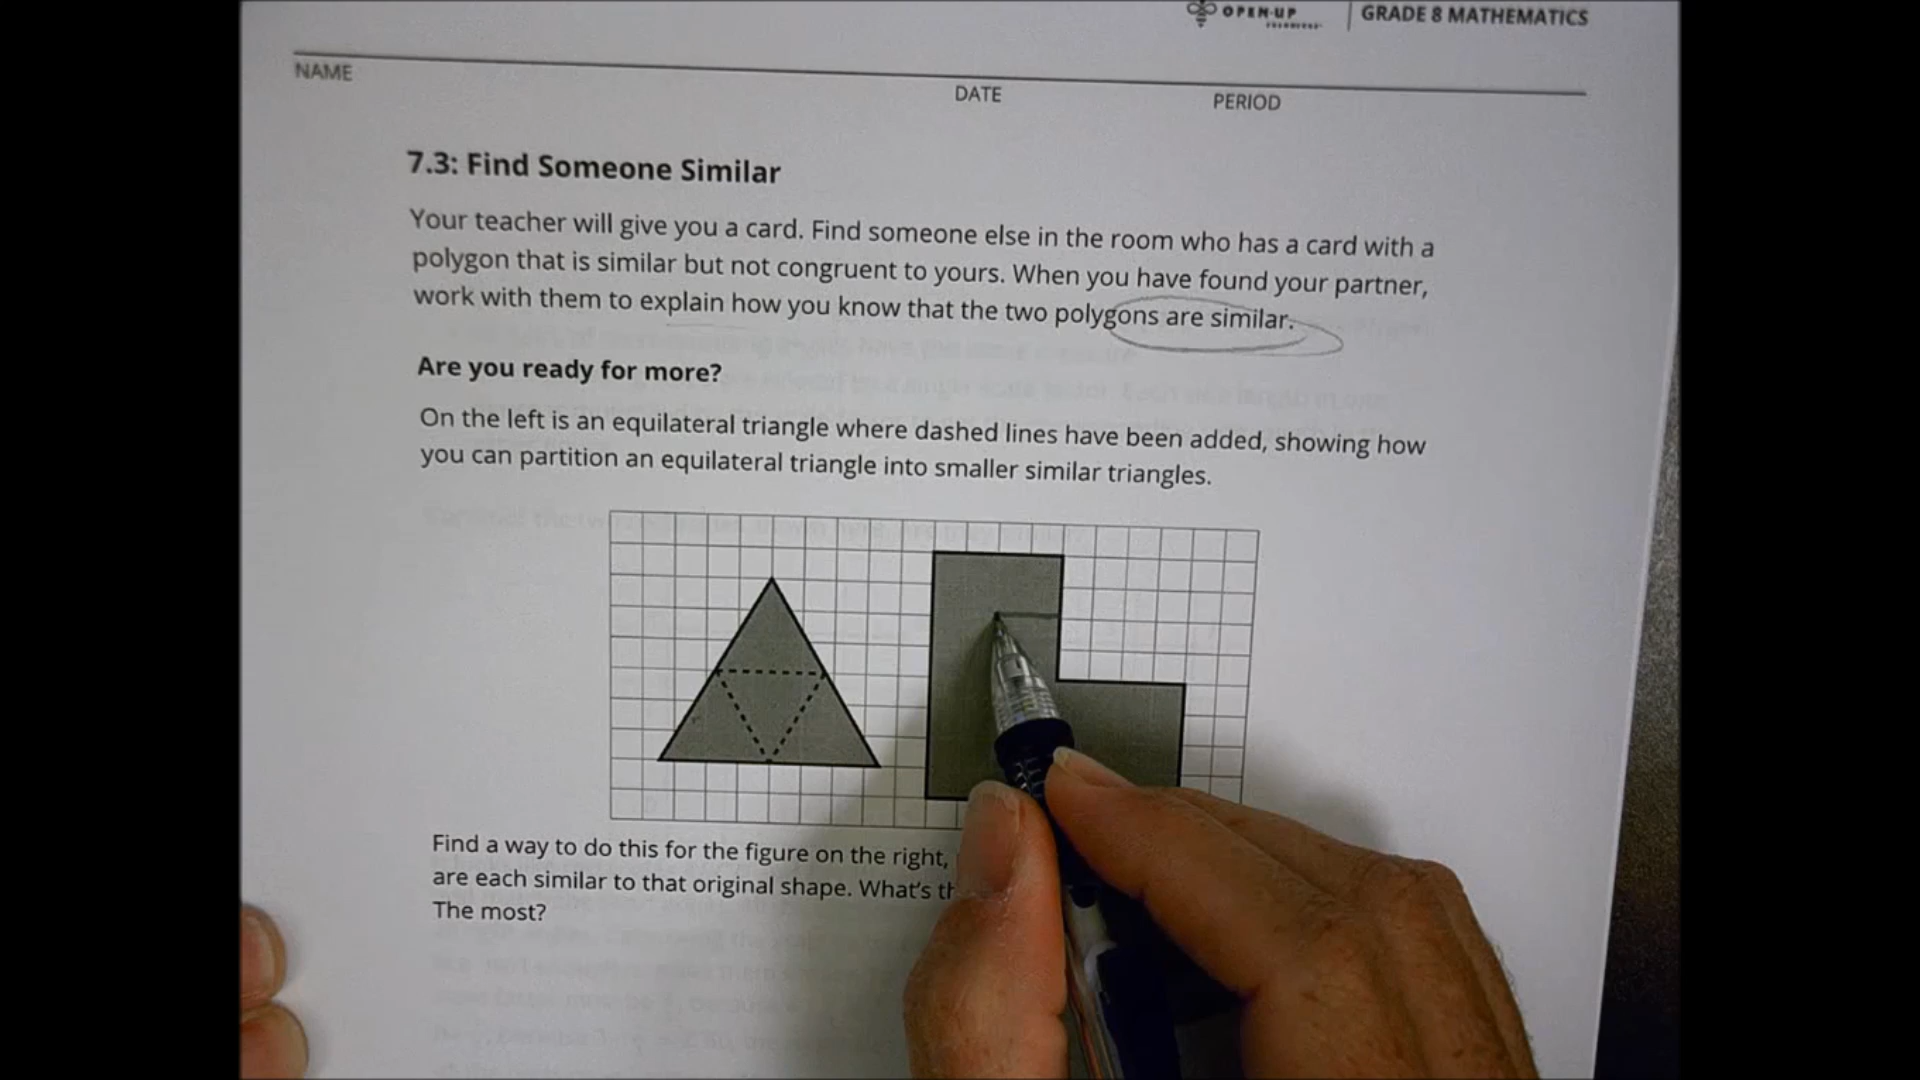 OPEN-UP
GRADE 8 MATHEMATICS
NAME
DATE
PERIOD
7.3: Find Someone Similar
Your teacher will give you a card. Find someone else in the room who has a card with a
polygon that is similar but not congruent to yours. When you have found your partner,
work with them to explain how you know that the two polygons are similar.
Are you ready for more?
On the left is an equilateral triangle where dashed lines have been added, showing how
you can partition an equilateral triangle into smaller similar triangles.
Find a way to do this for the figure on the right,
are each similar to that original shape. What's th
The most?